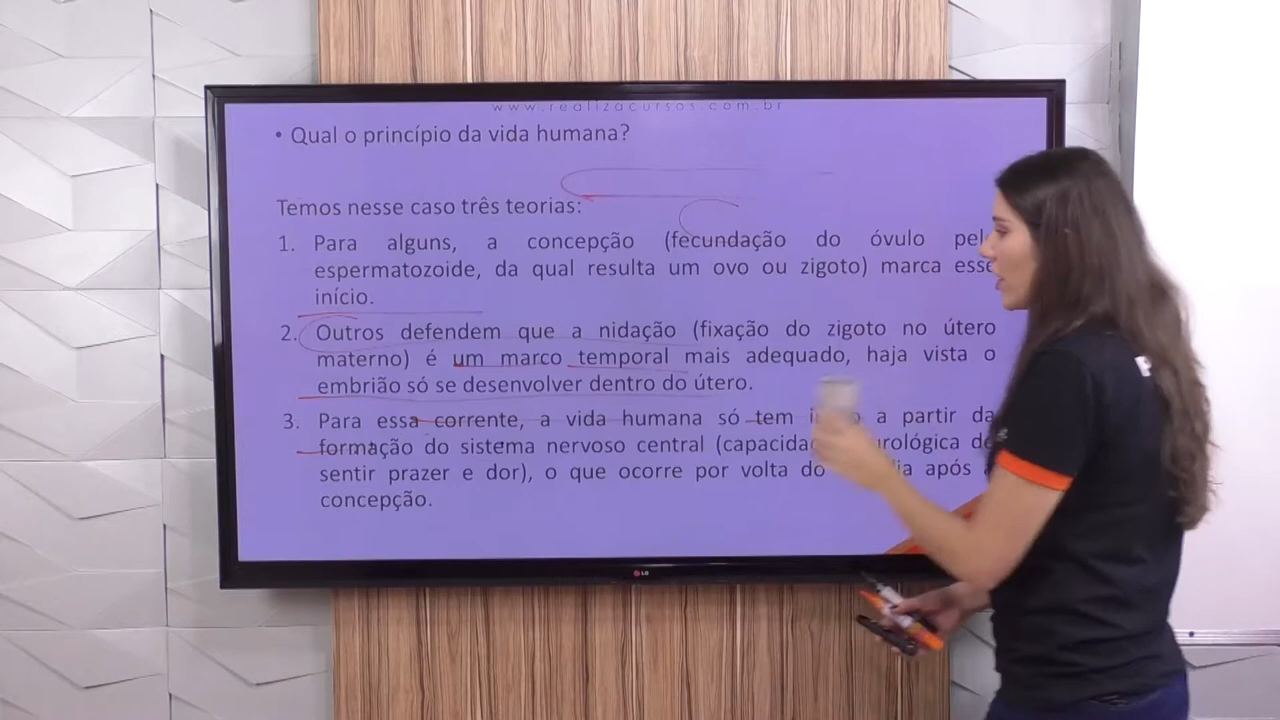 www.realizacursos.com.br
• Qual o princípio da vida humana?
Temos nesse caso três teorias:
1. Para alguns, a concepção (fecundação do óvulo pel
espermatozoide, da qual resulta um ovo ou zigoto) marca esse
início.
2. Outros defendem que a nidação (fixação do zigoto no útero
materno) é um marco temporal mais adequado, haja vista o
embrião só se desenvolver dentro do útero.
3. Para essa corrente, a vida humana só tem a partir da
formação do sistema nervoso central (capacidad urológica de
sentir prazer e dor), o que ocorre por volta do após
concepção.
LG